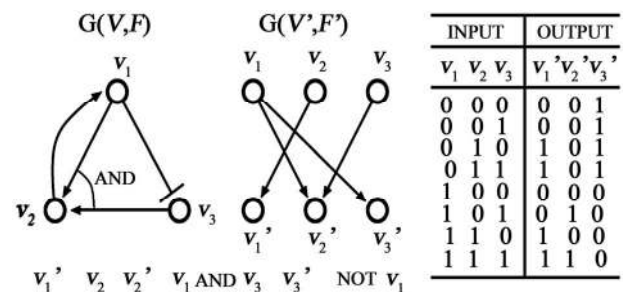 G(V,F) G(V',F')
v1 v1 v2 v3
AND
v2 v3 v1' v2' v3'
v1' v2 v2' v1 AND v3 v3' NOT v1
INPUT OUTPUT
v1 v2 v3 v1' v2' v3'
0 0 0 0 0 1
0 0 1 0 0 1
0 1 0 1 0 1
0 1 1 1 0 1
1 0 0 0 0 0
1 0 1 0 1 0
1 1 0 1 0 0
1 1 1 1 1 0